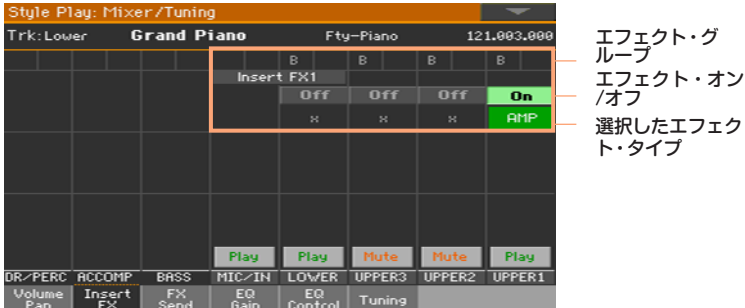 Style Play: Mixer/Tuning
Trk:Lower Grand Piano Fty-Piano 121.003.000
B B B B
Insert FX1
Off Off Off On
× × × AMP
エフェクト・グ
ループ
エフェクト・オン
/オフ
選択したエフェク
ト・タイプ
Play Play Mute Mute Play
DR/PERC ACCOMP BASS MIC/IN LOWER UPPER3 UPPER2 UPPER1
Volume Insert FX EQ EQ Tuning
Pan FX Send Gain Control